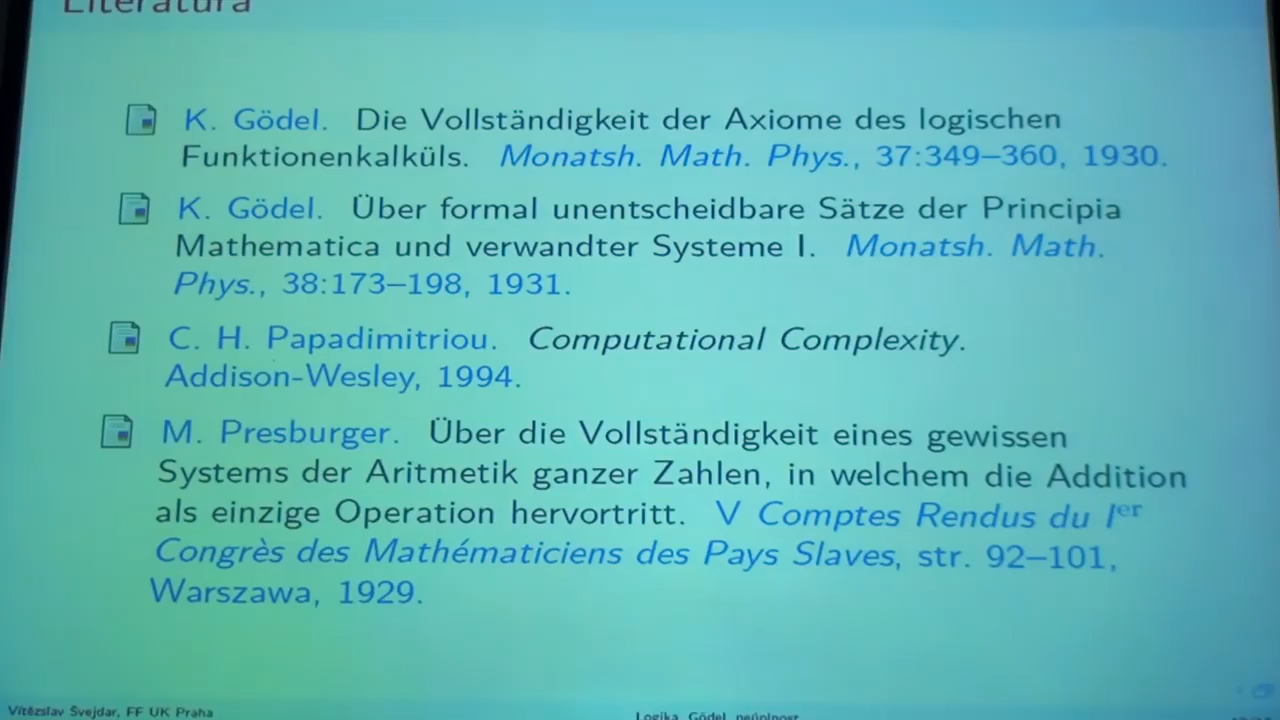 Literatura
K. Gödel. Die Vollständigkeit der Axiome des logischen
Funktionenkalküls. Monatsh. Math. Phys., 37:349–360, 1930.
K. Gödel. Über formal unentscheidbare Sätze der Principia
Mathematica und verwandter Systeme I. Monatsh. Math.
Phys., 38:173–198, 1931.
C. H. Papadimitriou. Computational Complexity.
Addison-Wesley, 1994.
M. Presburger. Über die Vollständigkeit eines gewissen
Systems der Aritmetik ganzer Zahlen, in welchem die Addition
als einzige Operation hervortritt. V Comptes Rendus du Ier
Congrès des Mathématiciens des Pays Slaves, str. 92–101,
Warszawa, 1929.
Vítězslav Švejdar, FF UK Praha
Logika, Gödel, neúplnost